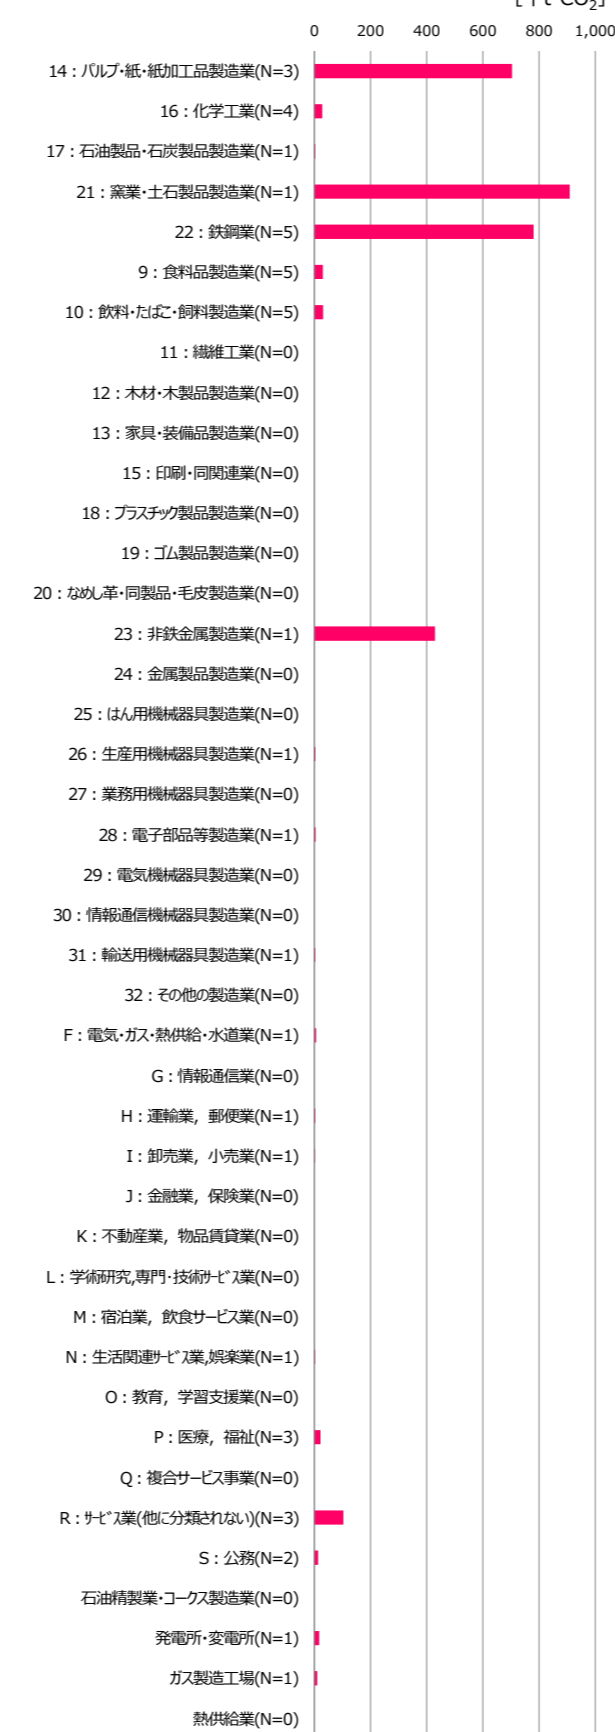 CO₂]
0 200 400 600 800 1,000
14：パルプ・紙・紙加工品製造業(N=3)
16：化学工業(N=4)
17：石油製品・石炭製品製造業(N=1)
21：窯業・土石製品製造業(N=1)
22：鉄鋼業(N=5)
9：食料品製造業(N=5)
10：飲料・たばこ・飼料製造業(N=5)
11：繊維工業(N=0)
12：木材・木製品製造業(N=0)
13：家具・装備品製造業(N=0)
15：印刷・同関連業(N=0)
18：プラスチック製品製造業(N=0)
19：ゴム製品製造業(N=0)
20：なめし革・同製品・毛皮製造業(N=0)
23：非鉄金属製造業(N=1)
24：金属製品製造業(N=0)
25：はん用機械器具製造業(N=0)
26：生産用機械器具製造業(N=1)
27：業務用機械器具製造業(N=0)
28：電子部品等製造業(N=1)
29：電気機械器具製造業(N=0)
30：情報通信機械器具製造業(N=0)
31：輸送用機械器具製造業(N=1)
32：その他の製造業(N=0)
F：電気・ガス・熱供給・水道業(N=1)
G：情報通信業(N=0)
H：運輸業，郵便業(N=1)
I：卸売業，小売業(N=1)
J：金融業，保険業(N=0)
K：不動産業，物品賃貸業(N=0)
L：学術研究,専門・技術ｻｰﾋﾞｽ業(N=0)
M：宿泊業，飲食サービス業(N=0)
N：生活関連ｻｰﾋﾞｽ業,娯楽業(N=1)
O：教育，学習支援業(N=0)
P：医療，福祉(N=3)
Q：複合サービス事業(N=0)
R：ｻｰﾋﾞｽ業(他に分類されない)(N=3)
S：公務(N=2)
石油精製業・コークス製造業(N=0)
発電所・変電所(N=1)
ガス製造工場(N=1)
熱供給業(N=0)